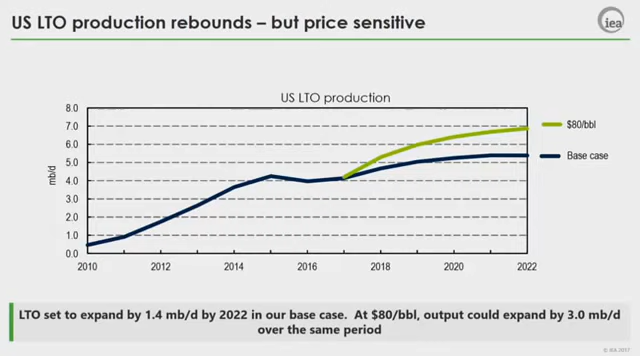 US LTO production rebounds – but price sensitive
iea
US LTO production
8.0
7.0
6.0
5.0
4.0
3.0
2.0
1.0
0.0
mb/d
2010 2012 2014 2016 2018 2020 2022
$80/bbl
Base case
LTO set to expand by 1.4 mb/d by 2022 in our base case. At $80/bbl, output could expand by 3.0 mb/d
over the same period
© IEA 2017